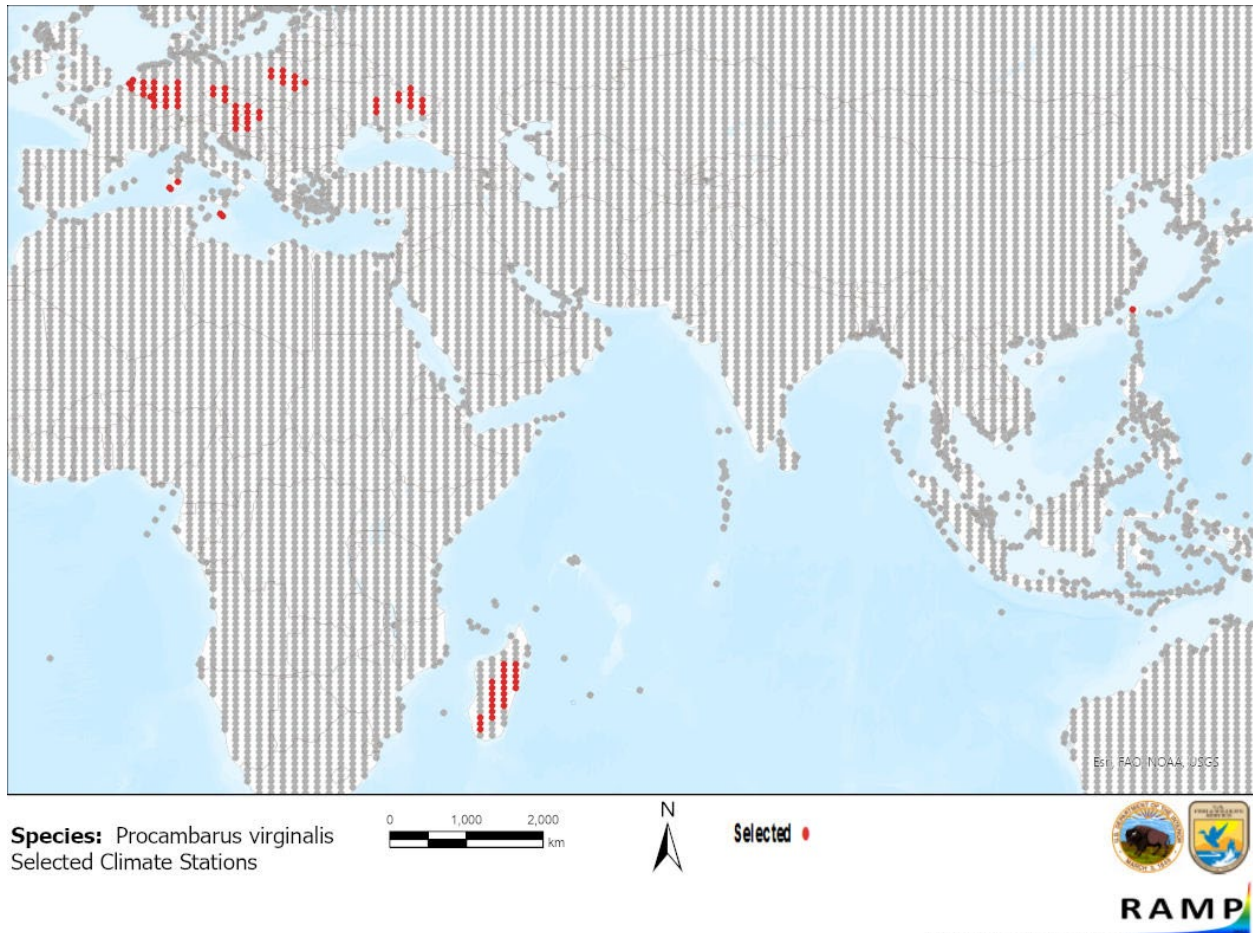 Esri, FAO, NOAA, USGS
Species: Procambarus virginalis
Selected Climate Stations
0 1,000 2,000
km
N
Selected
RAMP